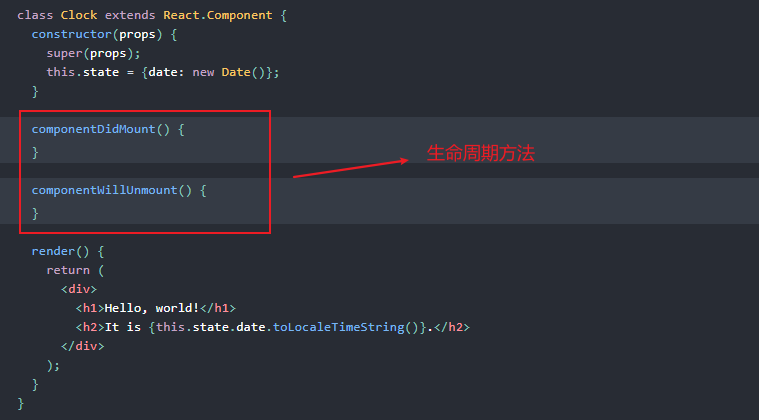 class Clock extends React.Component {
  constructor(props) {
    super(props);
    this.state = {date: new Date()};
  }
  componentDidMount() {
  }
生命周期方法
  componentWillUnmount() {
  }
  render() {
    return (
      <div>
        <h1>Hello, world!</h1>
        <h2>It is {this.state.date.toLocaleTimeString()}.</h2>
      </div>
    );
  }
}